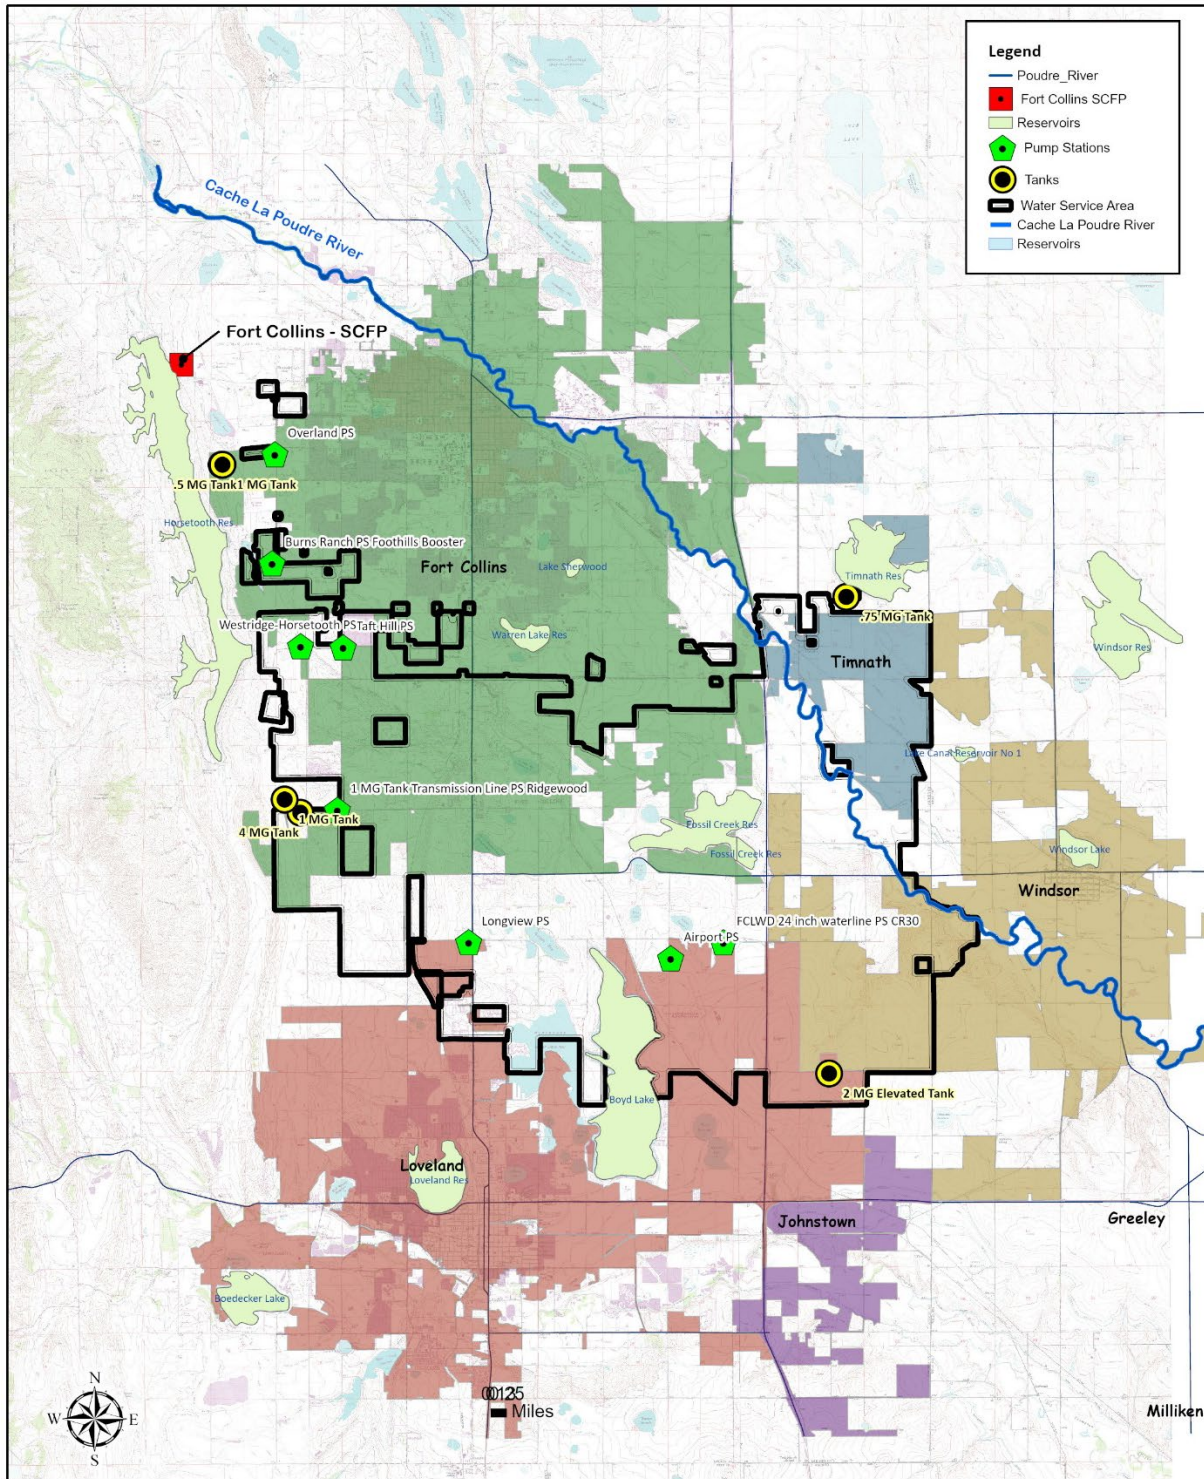 Legend
Poudre_River
Fort Collins SCFP
Reservoirs
Pump Stations
Tanks
Water Service Area
Cache La Poudre River
Reservoirs
Cache La Poudre River
Fort Collins - SCFP
Overland PS
.5 MG Tank1 MG Tank
Horsetooth Res
Burns Ranch PS Foothills Booster
Fort Collins
Lake Sherwood
Timnath Res
.75 MG Tank
Westridge-Horsetooth PS Taft Hill PS
Warren Lake Res
Windsor Res
Timnath
Lake Canal Reservoir No 1
1 MG Tank Transmission Line PS Ridgewood
1 MG Tank
4 MG Tank
Fossil Creek Res
Fossil Creek Res
Windsor Lake
Windsor
Longview PS
FCLWD 24 inch waterline PS CR30
Airport PS
2 MG Elevated Tank
Boyd Lake
Loveland
Loveland Res
Johnstown
Greeley
Boedecker Lake
Miles
Milliken
N
W E
S